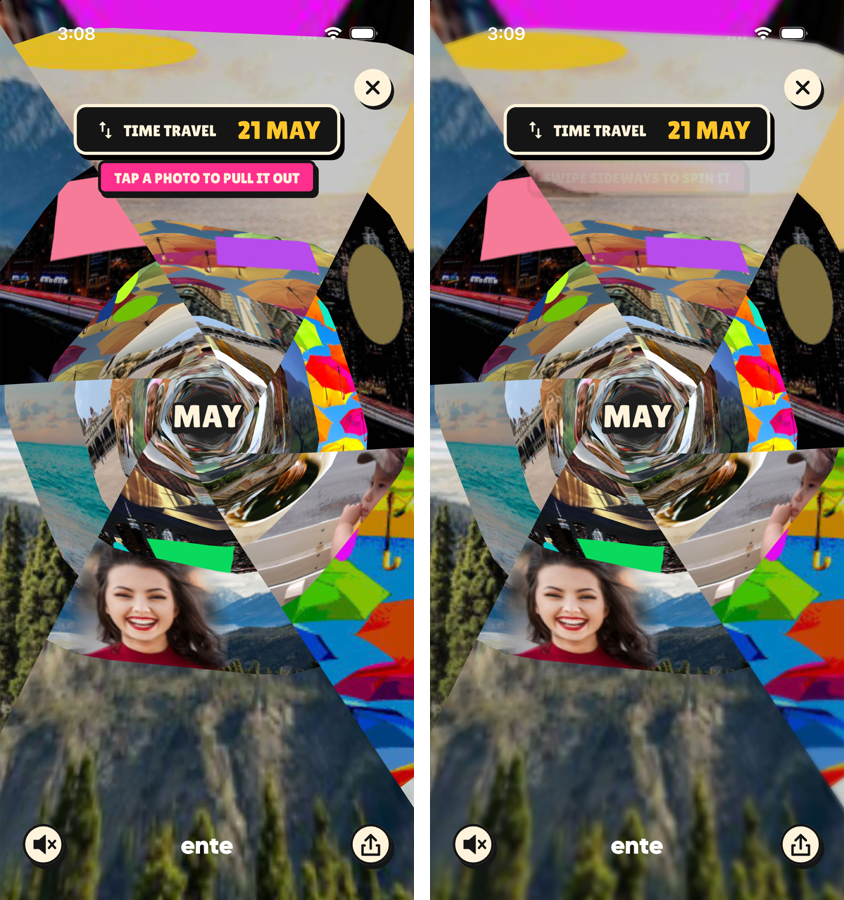 3:08
TIME TRAVEL 21 MAY
TAP A PHOTO TO PULL IT OUT
MAY
ente
3:09
TIME TRAVEL 21 MAY
SWIPE SIDEWAYS TO SPIN IT
MAY
ente